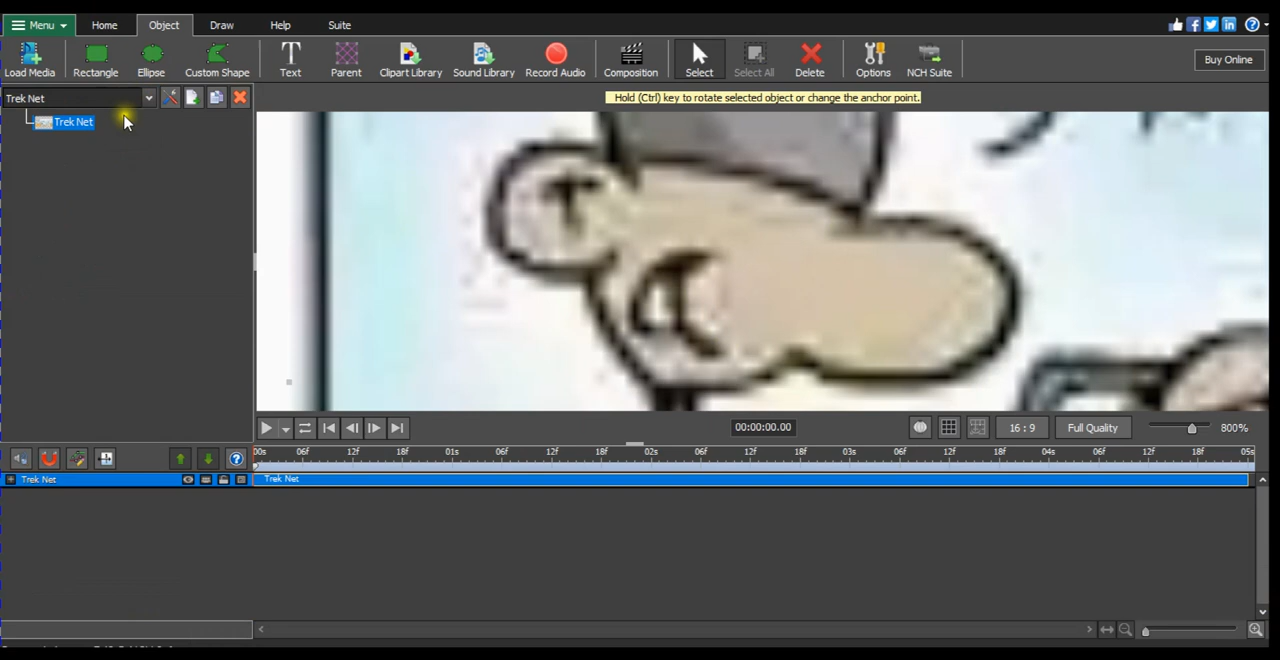 Menu Home Object Draw Help Suite
Load Media Rectangle Ellipse Custom Shape Text Parent Clipart Library Sound Library Record Audio Composition Select Select All Delete Options NCH Suite Buy Online
Trek Net
Hold (Ctrl) key to rotate selected object or change the anchor point.
Trek Net
00:00:00.00 16 : 9 Full Quality 800%
00s 06f 12f 18f 01s 06f 12f 18f 02s 06f 12f 18f 03s 06f 12f 18f 04s 06f 12f 18f 05s
Trek Net Trek Net